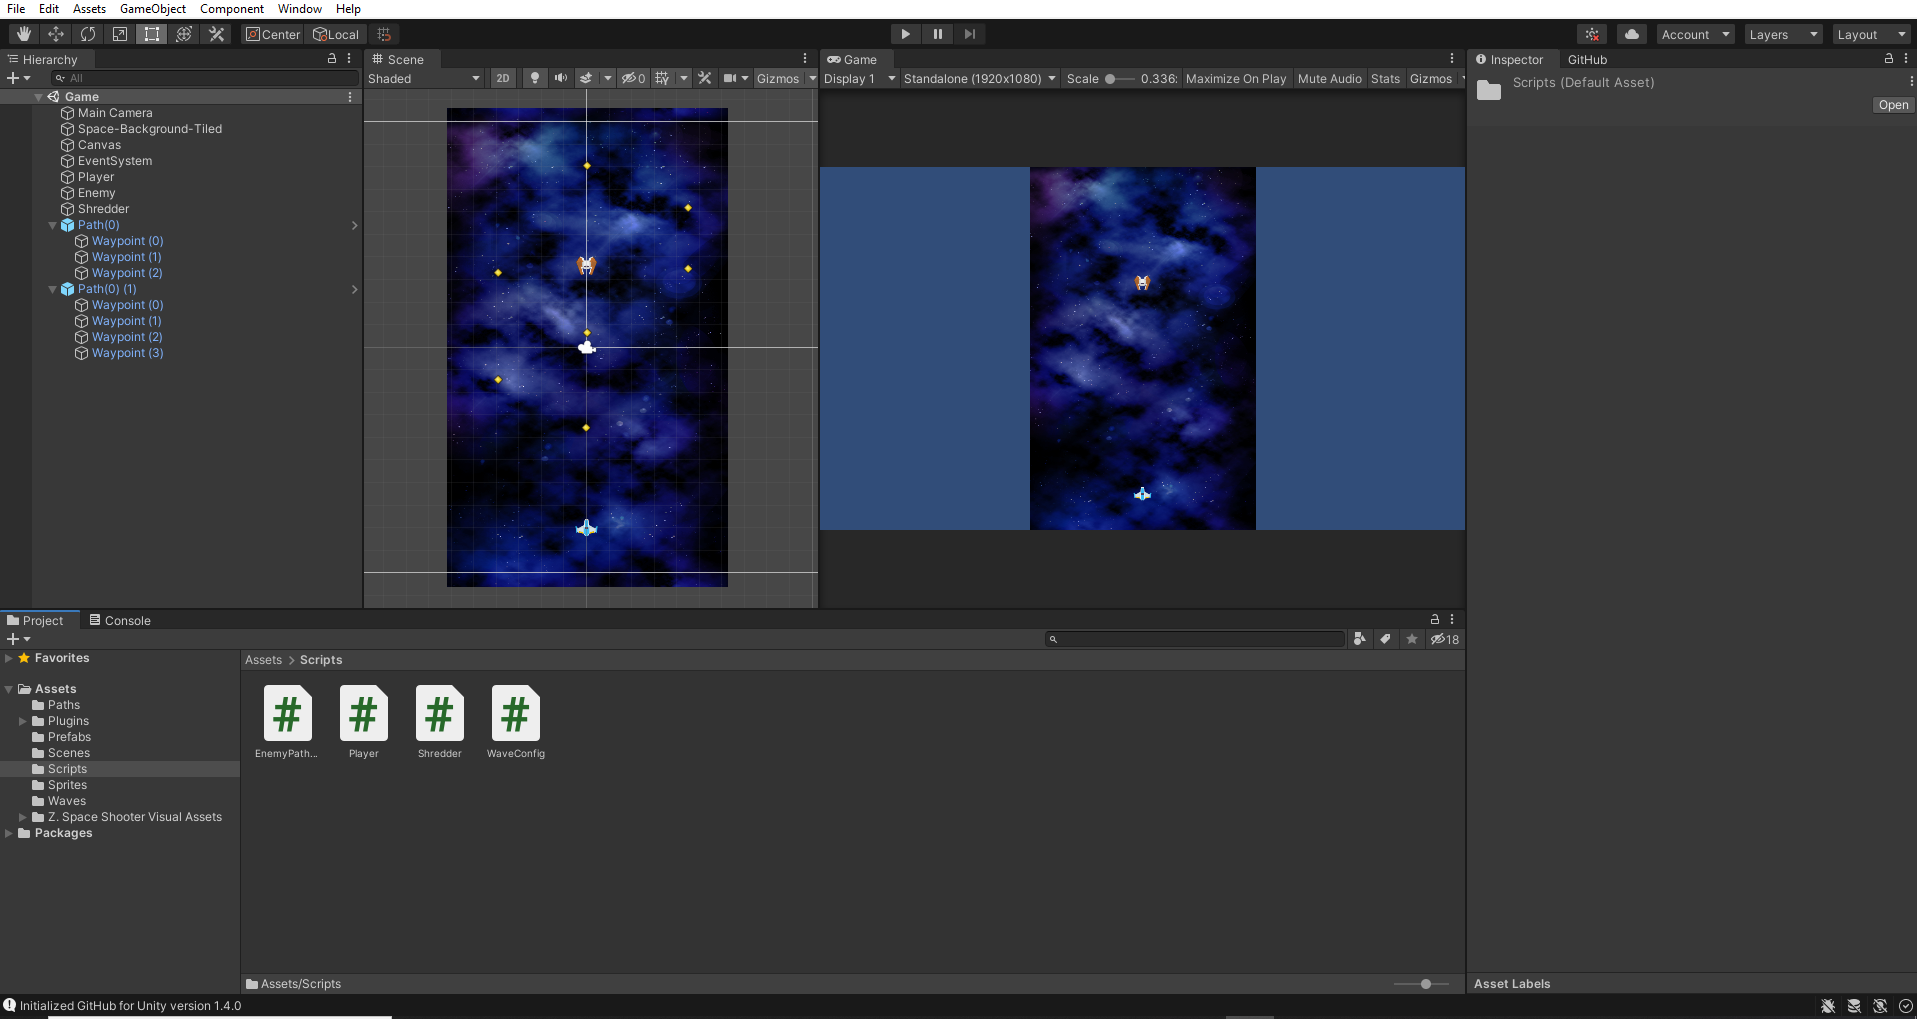 File Edit Assets GameObject Component Window Help
Center Local
Account Layers Layout
Hierarchy
All
Game
Main Camera
Space-Background-Tiled
Canvas
EventSystem
Player
Enemy
Shredder
Path(0)
Waypoint (0)
Waypoint (1)
Waypoint (2)
Path(0) (1)
Waypoint (0)
Waypoint (1)
Waypoint (2)
Waypoint (3)
Scene
Shaded 2D 0 Gizmos
Game
Display 1 Standalone (1920x1080) Scale 0.336: Maximize On Play Mute Audio Stats Gizmos
Inspector GitHub
Scripts (Default Asset)
Open
Project Console
18
Favorites
Assets
Paths
Plugins
Prefabs
Scenes
Scripts
Sprites
Waves
Z. Space Shooter Visual Assets
Packages
Assets > Scripts
# # # #
EnemyPath... Player Shredder WaveConfig
Assets/Scripts
Asset Labels
Initialized GitHub for Unity version 1.4.0